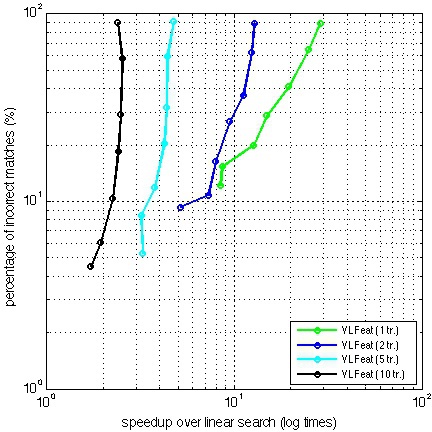 10²
10¹
10⁰
percentage of incorrect matches (%)
VLFeat (1 tr.)
VLFeat (2 tr.)
VLFeat (5 tr.)
VLFeat (10 tr.)
10⁰
10¹
10²
speedup over linear search (log times)